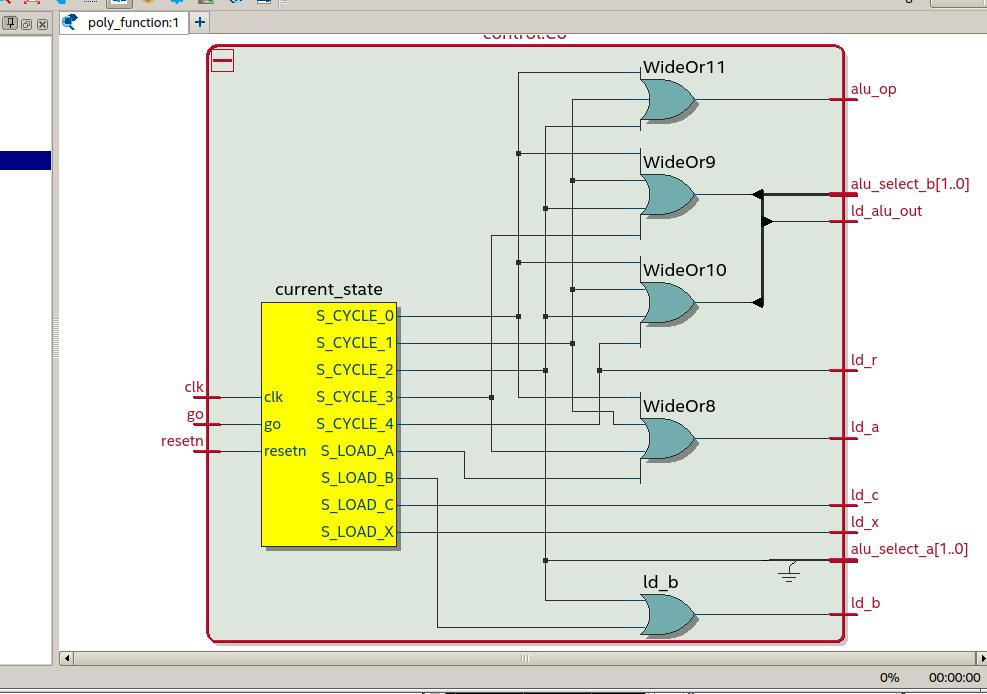 poly_function:1
control:C0
WideOr11
alu_op
WideOr9
alu_select_b[1..0]
ld_alu_out
WideOr10
current_state
S_CYCLE_0
S_CYCLE_1
S_CYCLE_2
ld_r
clk
clk
S_CYCLE_3
WideOr8
go
go
S_CYCLE_4
ld_a
resetn
resetn
S_LOAD_A
S_LOAD_B
S_LOAD_C
ld_c
S_LOAD_X
ld_x
alu_select_a[1..0]
ld_b
ld_b
0%
00:00:00